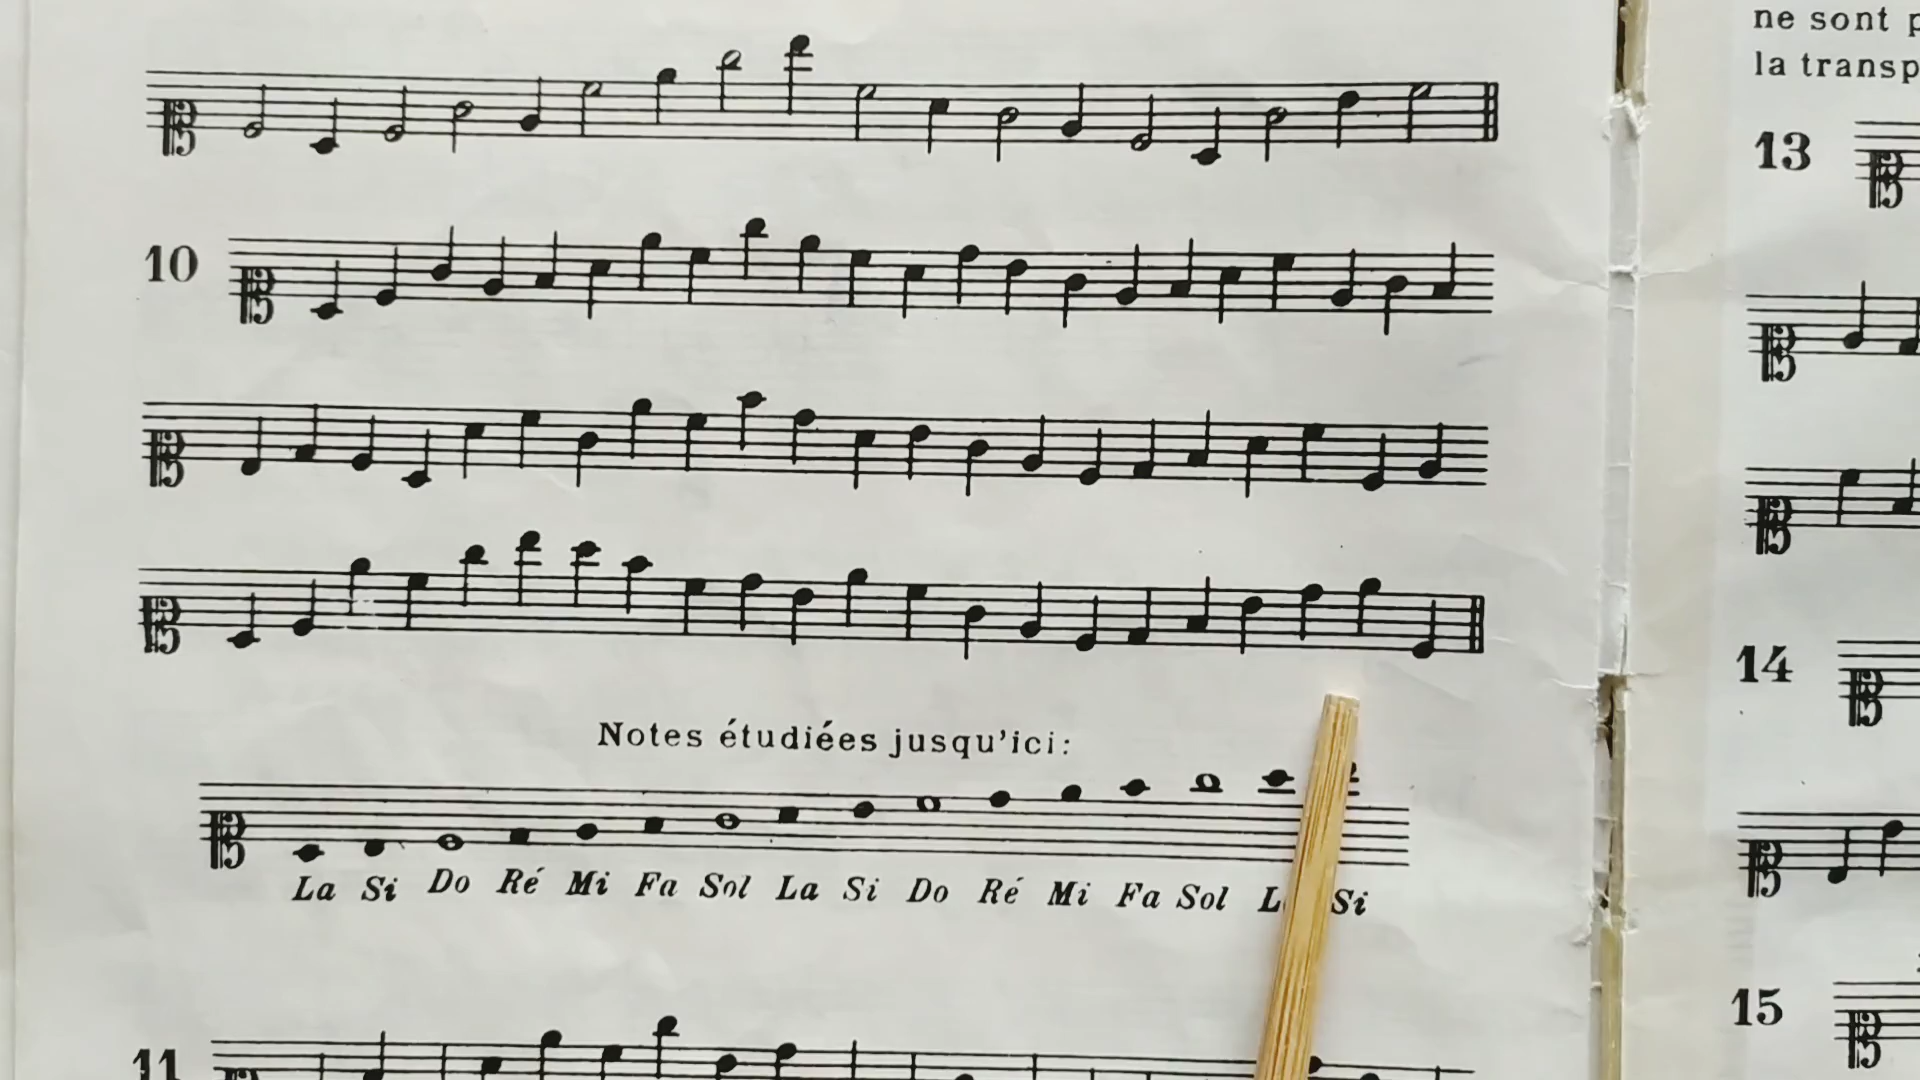 ne sont
la transp
13
10
14
Notes étudiées jusqu'ici:
La Si Do Ré Mi Fa Sol La Si Do Ré Mi Fa Sol L Si
15
11